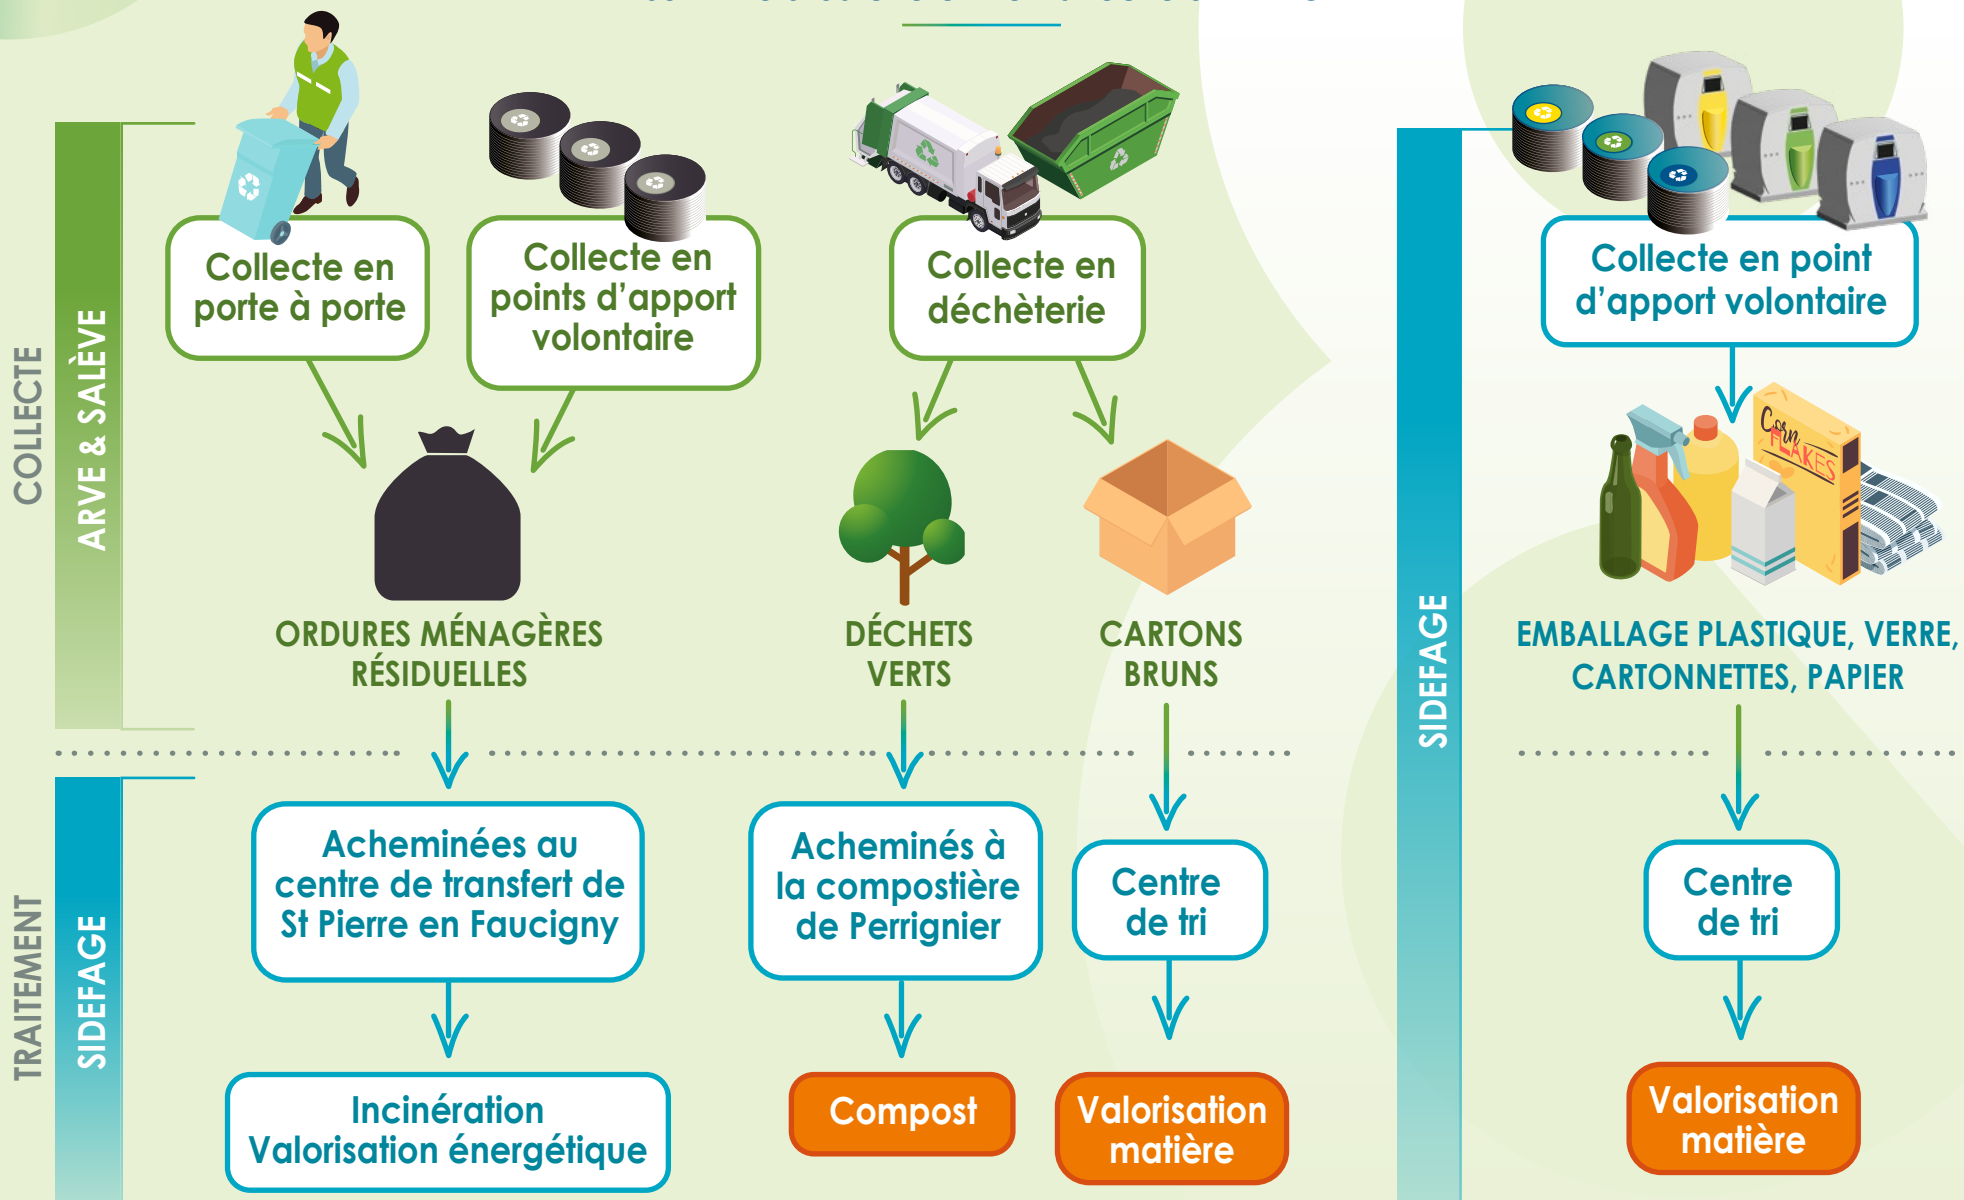 COLLECTE
ARVE & SALÈVE
Collecte en
porte à porte
Collecte en
points d’apport
volontaire
Collecte en
déchèterie
ORDURES MÉNAGÈRES
RÉSIDUELLES
DÉCHETS
VERTS
CARTONS
BRUNS
SIDEFAGE
Collecte en point
d’apport volontaire
Corn
FLAKES
EMBALLAGE PLASTIQUE, VERRE,
CARTONNETTES, PAPIER
TRAITEMENT
SIDEFAGE
Acheminées au
centre de transfert de
St Pierre en Faucigny
Incinération
Valorisation énergétique
Acheminés à
la compostière
de Perrignier
Compost
Centre
de tri
Valorisation
matière
Centre
de tri
Valorisation
matière